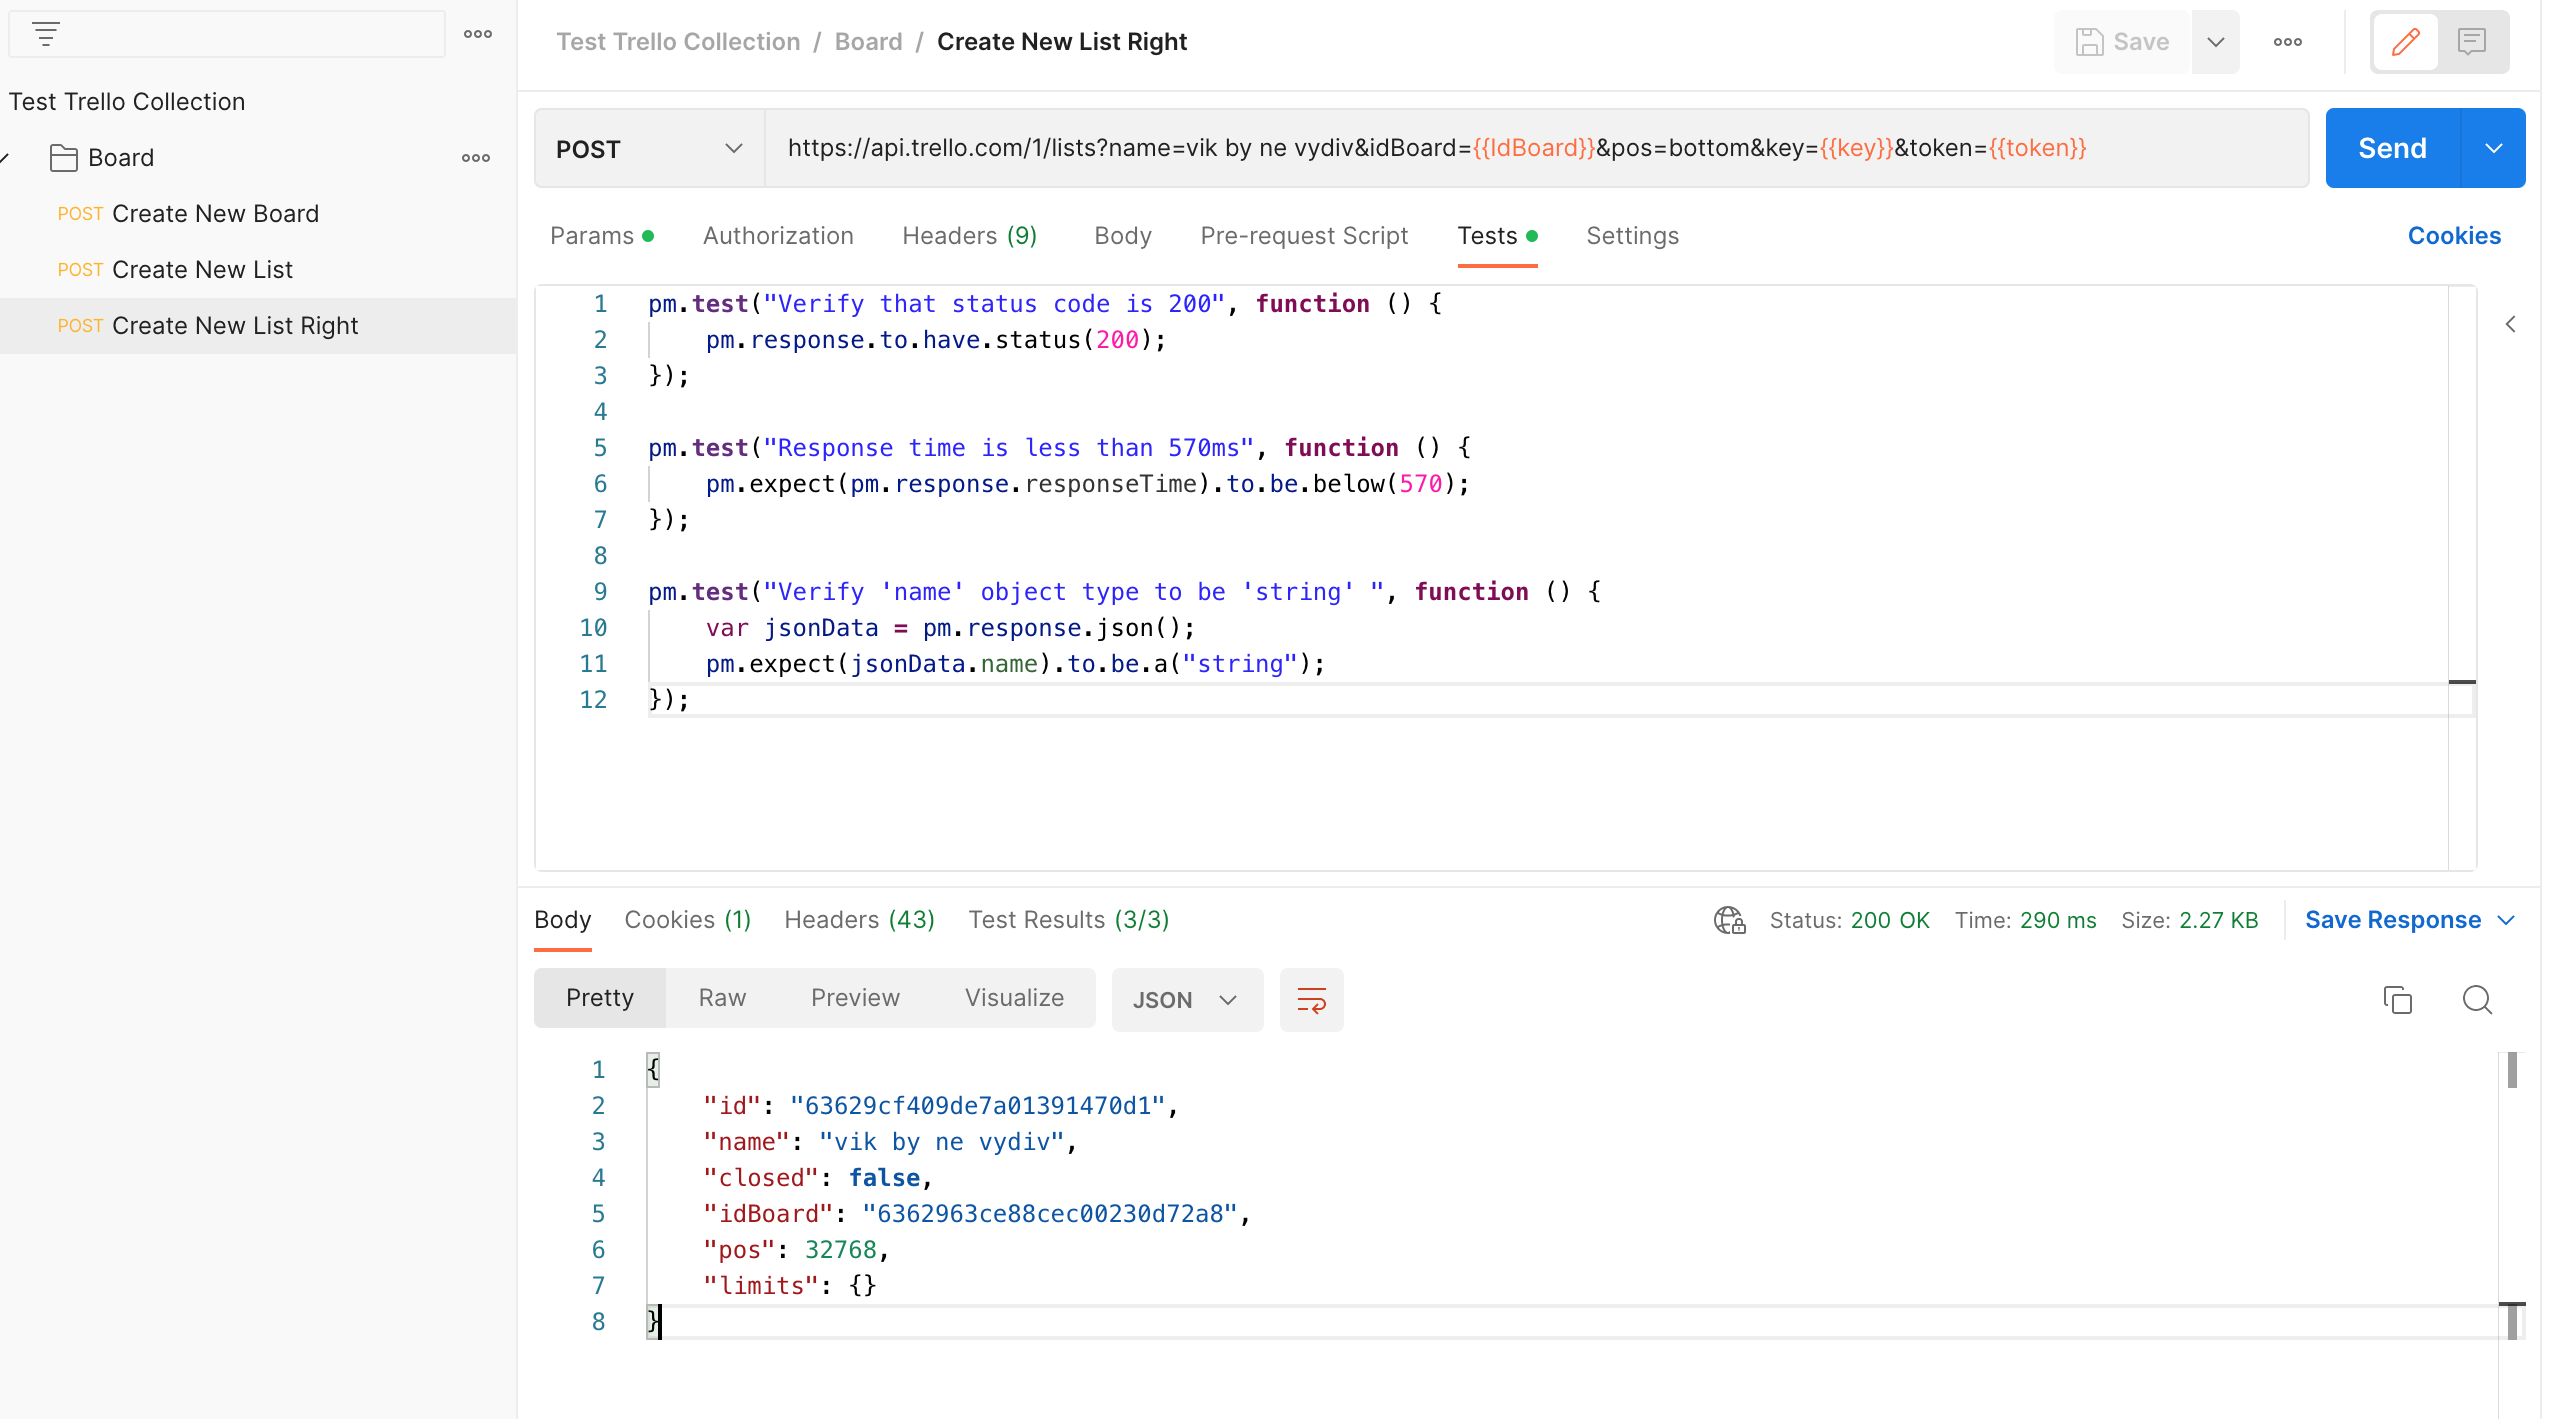 Test Trello Collection
Board
POST Create New Board
POST Create New List
POST Create New List Right
Test Trello Collection / Board / Create New List Right
Save
POST
https://api.trello.com/1/lists?name=vik by ne vydiv&idBoard={{IdBoard}}&pos=bottom&key={{key}}&token={{token}}
Send
Params Authorization Headers (9) Body Pre-request Script Tests Settings Cookies
1 pm.test("Verify that status code is 200", function () {
2 pm.response.to.have.status(200);
3 });
4
5 pm.test("Response time is less than 570ms", function () {
6 pm.expect(pm.response.responseTime).to.be.below(570);
7 });
8
9 pm.test("Verify 'name' object type to be 'string' ", function () {
10 var jsonData = pm.response.json();
11 pm.expect(jsonData.name).to.be.a("string");
12 });
Body Cookies (1) Headers (43) Test Results (3/3) Status: 200 OK Time: 290 ms Size: 2.27 KB Save Response
Pretty Raw Preview Visualize JSON
1 {
2 "id": "63629cf409de7a01391470d1",
3 "name": "vik by ne vydiv",
4 "closed": false,
5 "idBoard": "6362963ce88cec00230d72a8",
6 "pos": 32768,
7 "limits": {}
8 }